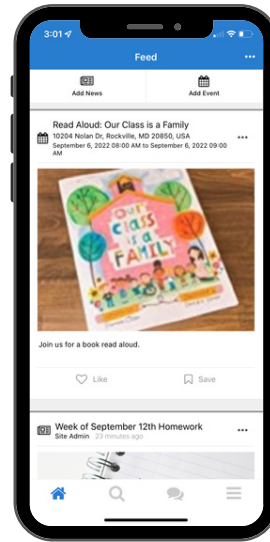 3:01
Feed
Add News
Add Event
Read Aloud: Our Class is a Family
10204 Nolan Dr, Rockville, MD 20850, USA
September 6, 2022 08:00 AM to September 6, 2022 09:00
AM
OUR
CLASS
is a
FAMILY
Join us for a book read aloud.
Like
Save
Week of September 12th Homework
Site Admin 23 minutes ago